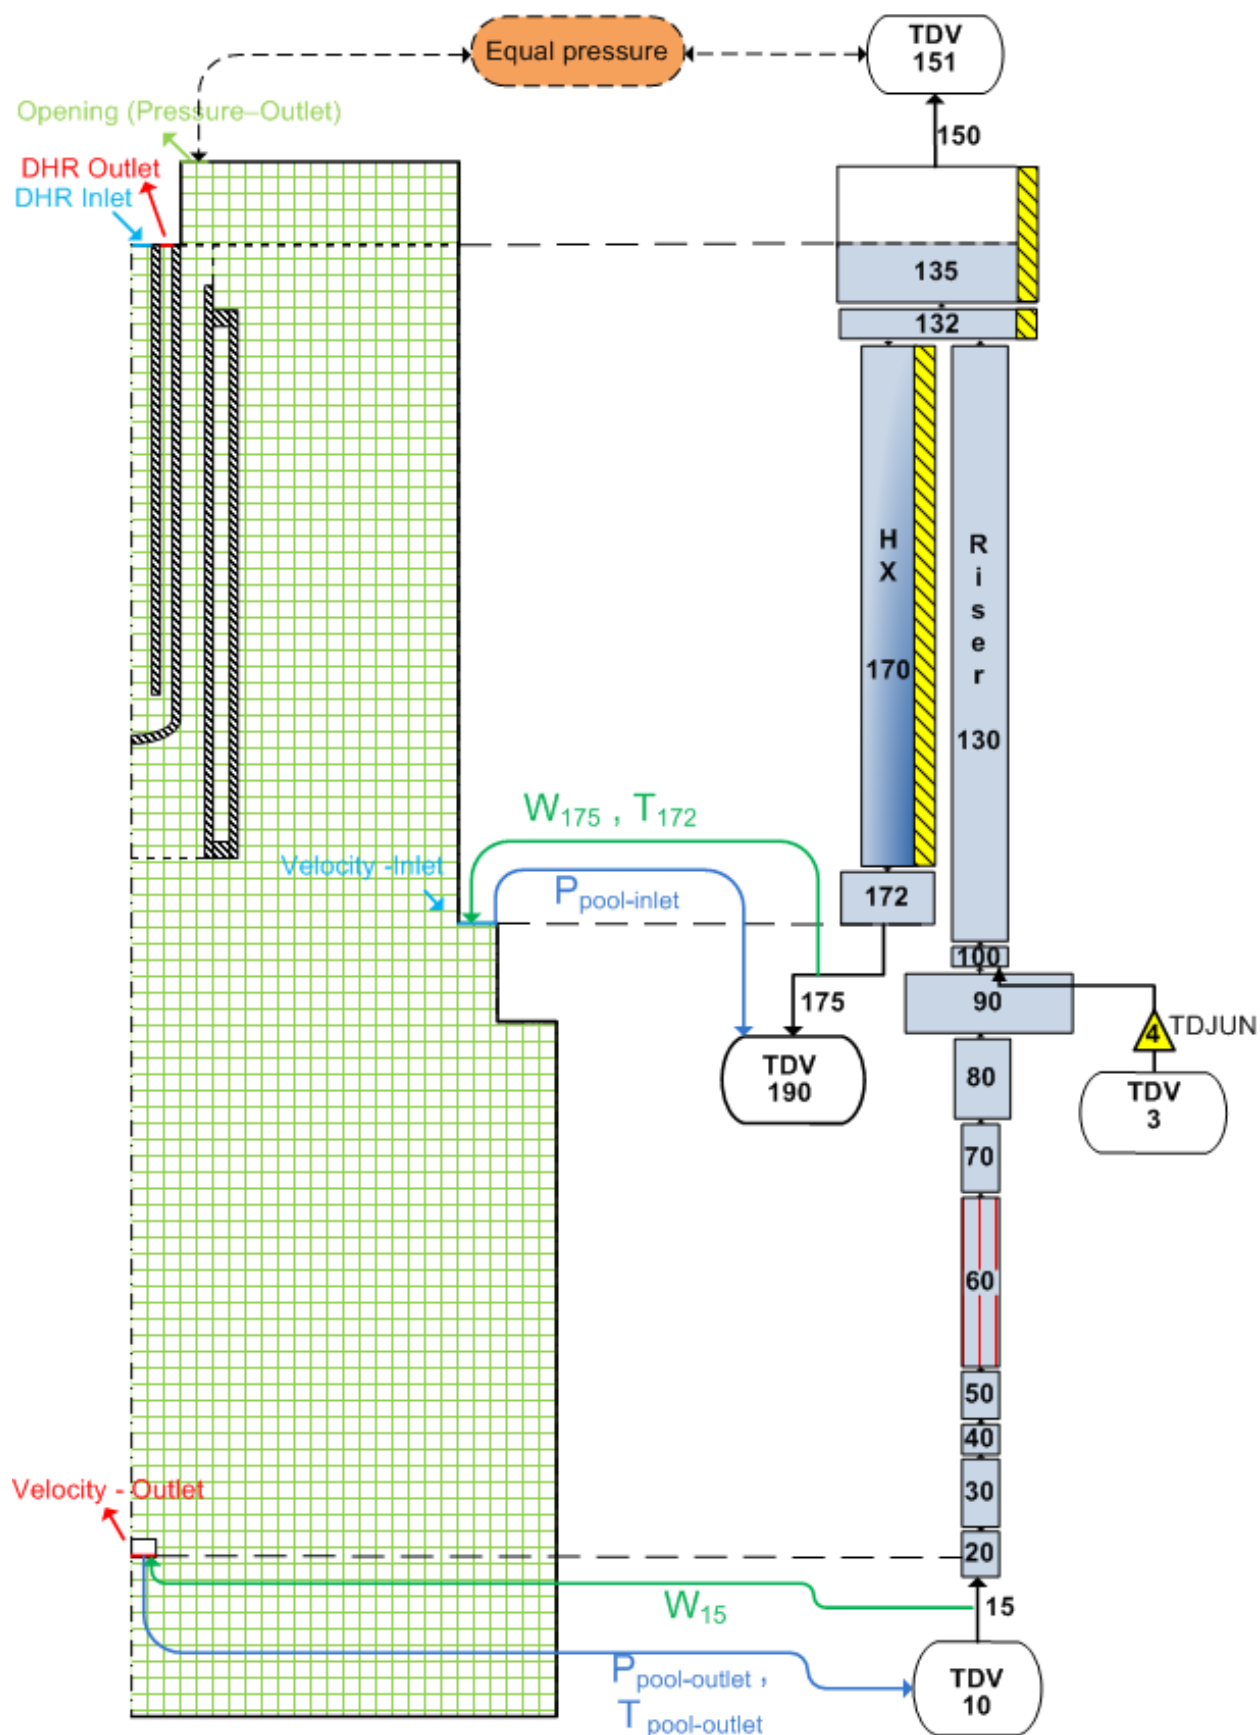 TDV
151
Equal pressure
Opening (Pressure–Outlet)
150
DHR Outlet
DHR Inlet
135
132
H
X
170
R
i
s
e
r
130
W175 , T172
Velocity -Inlet
Ppool-inlet
172
100
175
90
4
TDJUN
TDV
190
80
TDV
3
70
60
50
40
Velocity - Outlet
30
20
W15
15
Ppool-outlet ,
T pool-outlet
TDV
10